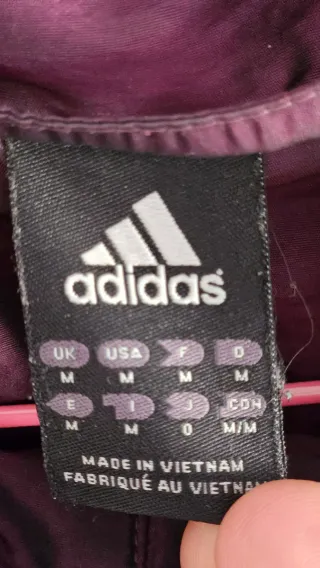 adidas
UK USA F D
M M M M
E I J CDN
M M O M/M
MADE IN VIETNAM
FABRIQUÉ AU VIETNAM